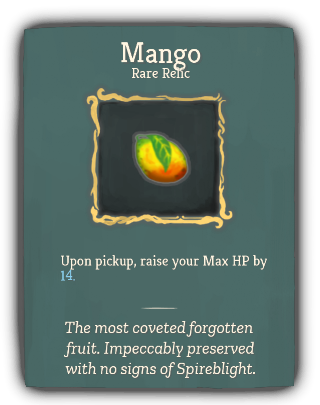 Mango
Rare Relic
Upon pickup, raise your Max HP by
14.
The most coveted forgotten
fruit. Impeccably preserved
with no signs of Spireblight.